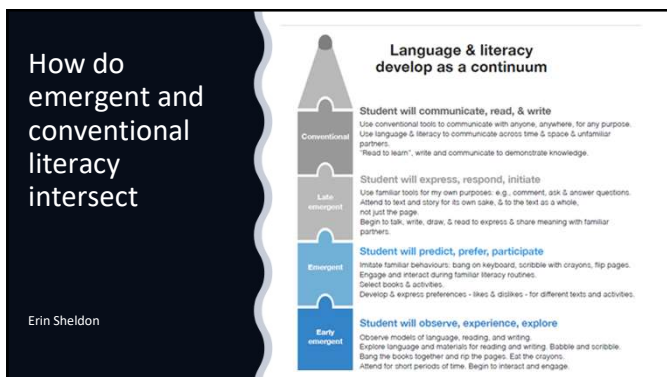 How do
emergent and
conventional
literacy
intersect
Erin Sheldon
Language & literacy
develop as a continuum
Conventional
Student will communicate, read, & write
Use conventional tools to communicate with anyone, anywhere, for any purpose.
Use language & literacy to communicate across time & space & unfamiliar
partners.
"Read to learn", write and communicate to demonstrate knowledge.
Late
emergent
Student will express, respond, initiate
Use familiar tools for my own purposes: e.g., comment, ask & answer questions.
Attend to text and story for its own sake, & to the text as a whole,
not just the page.
Begin to talk, write, draw, & read to express & share meaning with familiar
partners.
Emergent
Student will predict, prefer, participate
Imitate familiar behaviours: bang on keyboard, scribble with crayons, flip pages.
Engage and interact during familiar literacy routines.
Select books & activities.
Develop & express preferences - likes & dislikes - for different texts and activities.
Early
emergent
Student will observe, experience, explore
Observe models of language, reading, and writing.
Explore language and materials for reading and writing. Babble and scribble.
Bang the books together and rip the pages. Eat the crayons.
Attend for short periods of time. Begin to interact and engage.